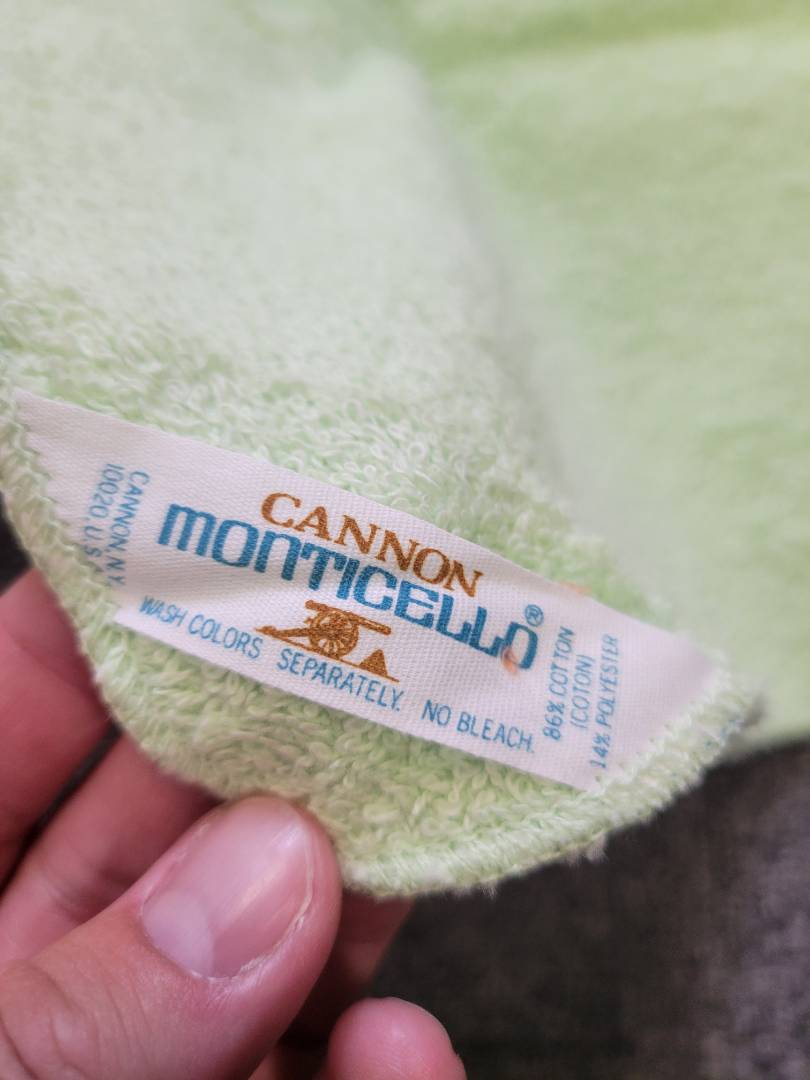 CANNON
MONTICELLO®
WASH COLORS SEPARATELY. NO BLEACH.
CANNON, N.Y.
10020 U.S.
86% COTTON
(COTON)
14% POLYESTER